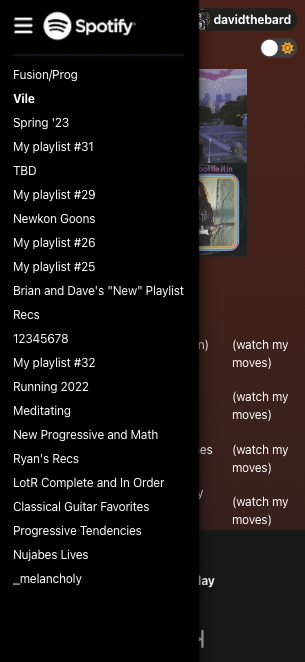 Spotify
davidthebard
Fusion/Prog
Vile
Spring '23
My playlist #31
TBD
My playlist #29
Newkon Goons
My playlist #26
My playlist #25
Brian and Dave's "New" Playlist
Recs
12345678
My playlist #32
Running 2022
Meditating
New Progressive and Math
Ryan's Recs
LotR Complete and In Order
Classical Guitar Favorites
Progressive Tendencies
Nujabes Lives
_melancholy
bottle it in
n)
(watch my
moves)
(watch my
moves)
es
(watch my
moves)
y
(watch my
moves)
lay